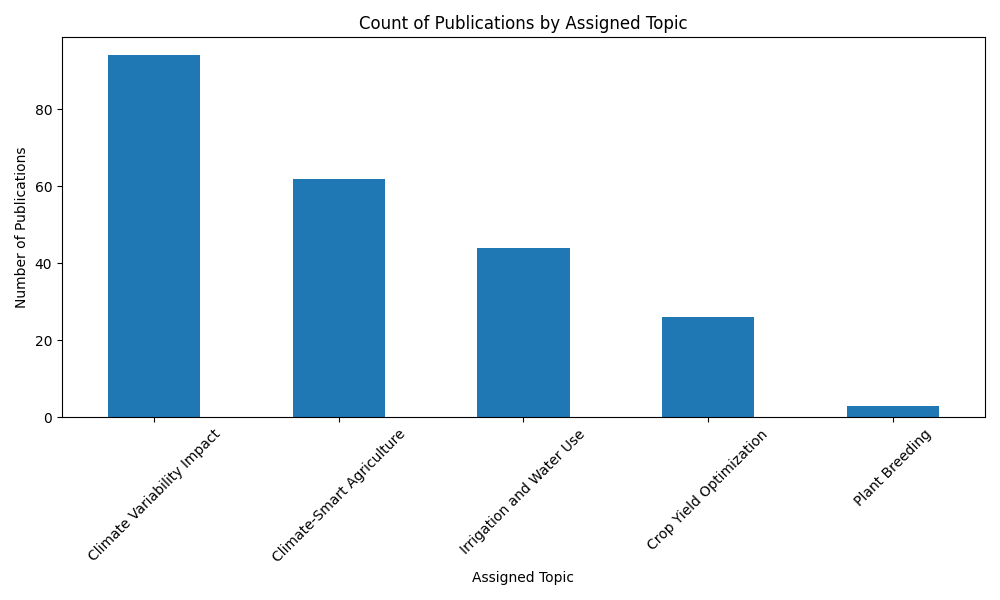 Count of Publications by Assigned Topic
Number of Publications
80
60
40
20
0
Climate Variability Impact
Climate-Smart Agriculture
Irrigation and Water Use
Crop Yield Optimization
Plant Breeding
Assigned Topic